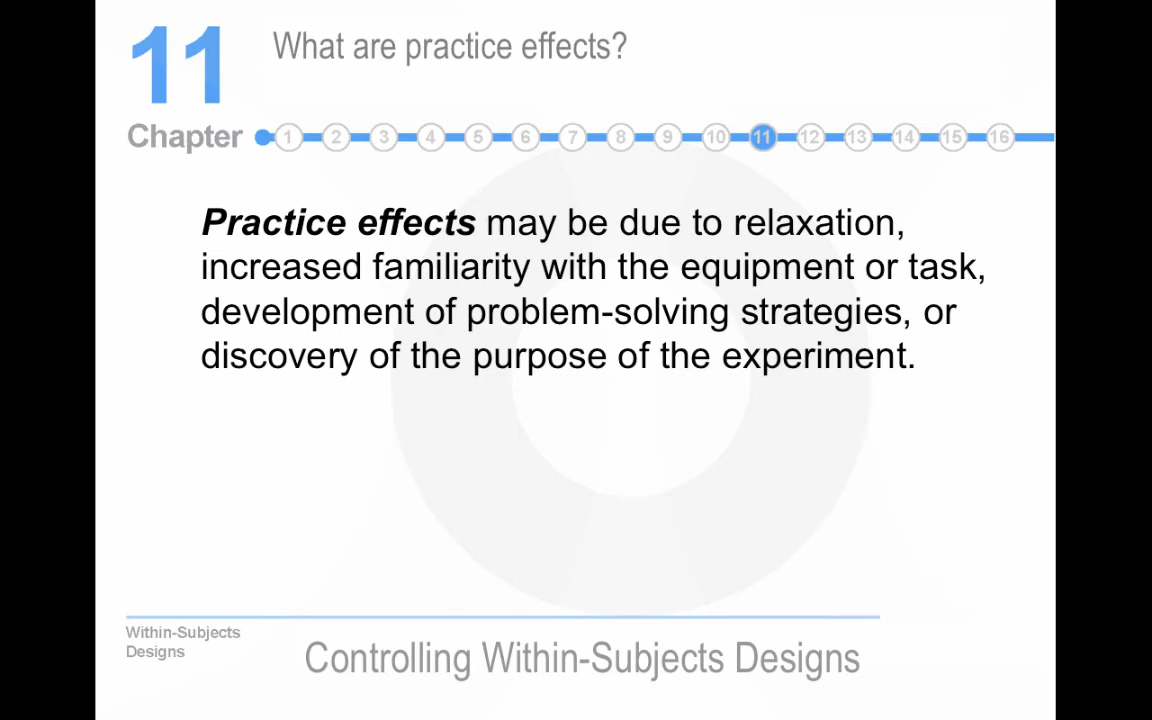 11
What are practice effects?
Chapter 1 2 3 4 5 6 7 8 9 10 11 12 13 14 15 16
Practice effects may be due to relaxation,
increased familiarity with the equipment or task,
development of problem-solving strategies, or
discovery of the purpose of the experiment.
Within-Subjects
Designs
Controlling Within-Subjects Designs